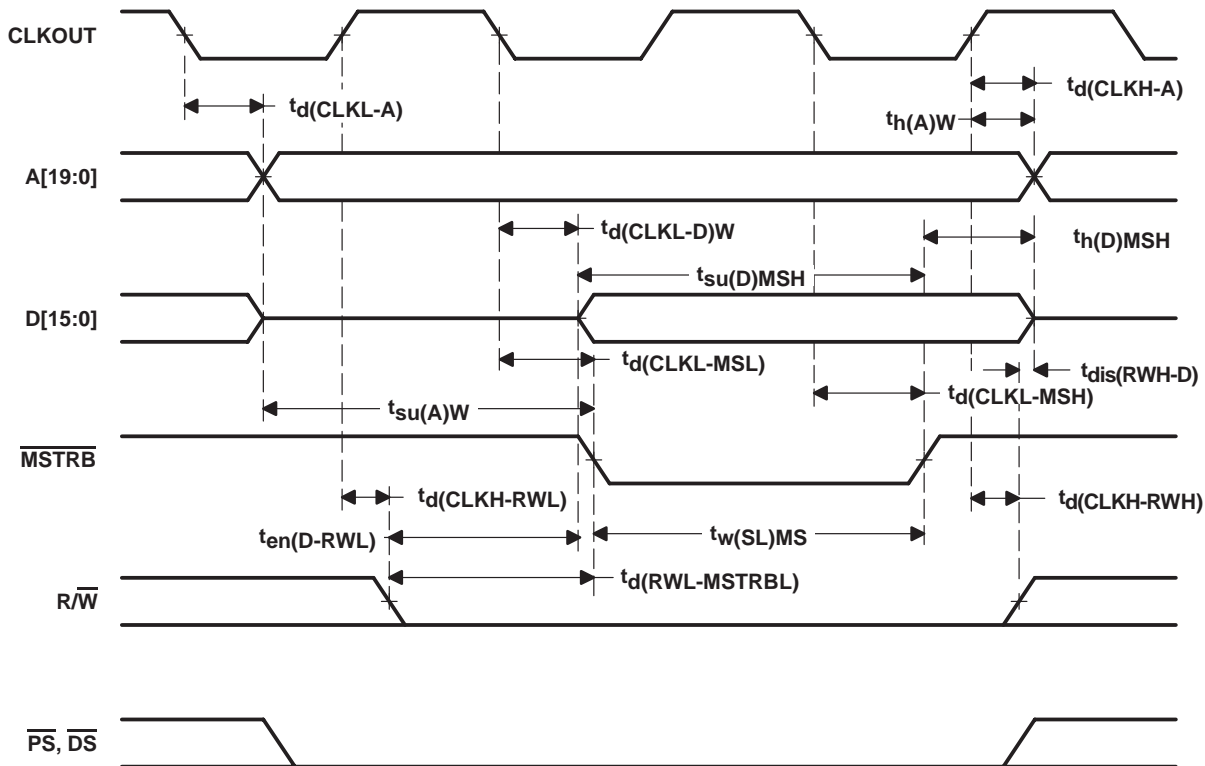 CLKOUT
td(CLKL-A)
td(CLKH-A)
th(A)W
A[19:0]
td(CLKL-D)W
th(D)MSH
tsu(D)MSH
D[15:0]
td(CLKL-MSL)
tdis(RWH-D)
td(CLKL-MSH)
tsu(A)W
MSTRB
td(CLKH-RWL)
td(CLKH-RWH)
ten(D-RWL)
tw(SL)MS
td(RWL-MSTRBL)
R/W
PS, DS